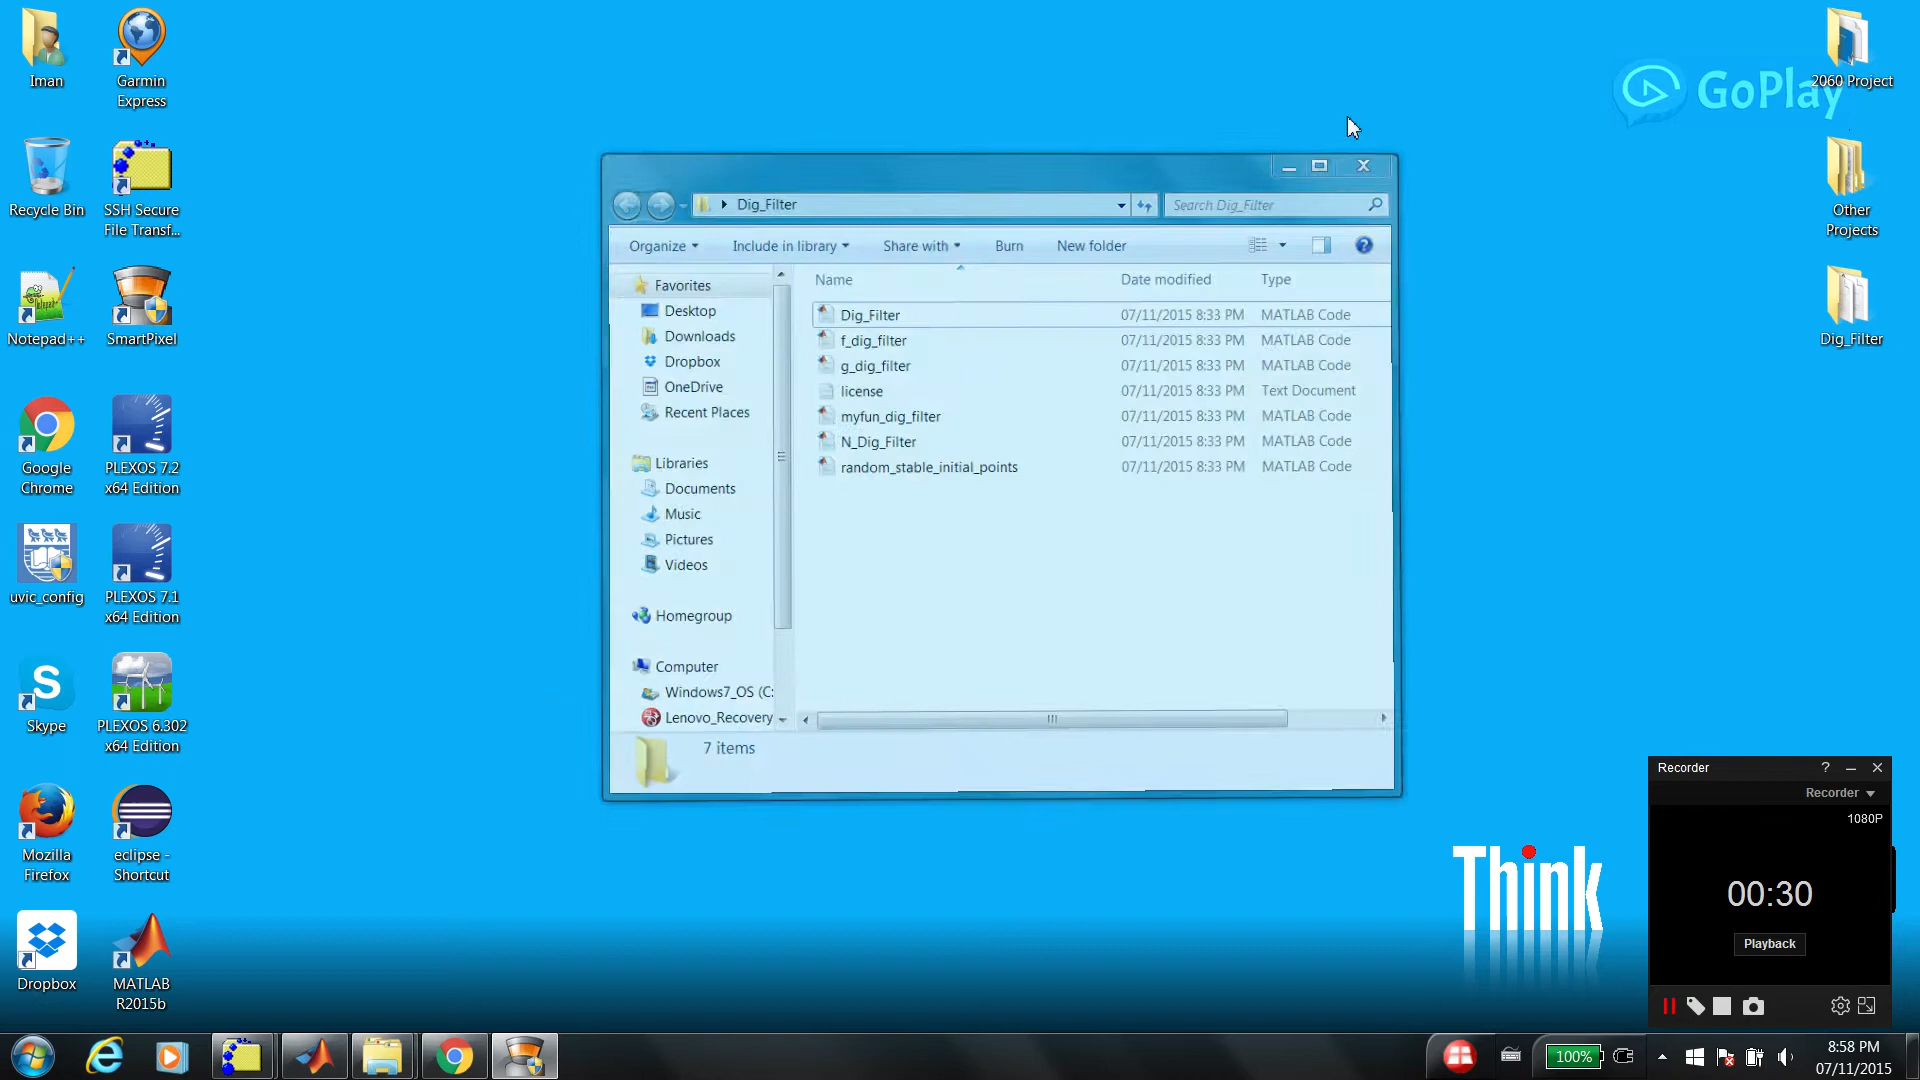 Iman
Garmin
Express
Recycle Bin
SSH Secure
File Transf...
Notepad++
SmartPixel
Google
Chrome
PLEXOS 7.2
x64 Edition
uvic_config
PLEXOS 7.1
x64 Edition
Skype
PLEXOS 6.302
x64 Edition
Mozilla
Firefox
eclipse -
Shortcut
Dropbox
MATLAB
R2015b
Dig_Filter
Search Dig_Filter
Organize
Include in library
Share with
Burn
New folder
Favorites
Desktop
Downloads
Dropbox
OneDrive
Recent Places
Libraries
Documents
Music
Pictures
Videos
Homegroup
Computer
Windows7_OS (C:
Lenovo_Recovery
Name Date modified Type
Dig_Filter 07/11/2015 8:33 PM MATLAB Code
f_dig_filter 07/11/2015 8:33 PM MATLAB Code
g_dig_filter 07/11/2015 8:33 PM MATLAB Code
license 07/11/2015 8:33 PM Text Document
myfun_dig_filter 07/11/2015 8:33 PM MATLAB Code
N_Dig_Filter 07/11/2015 8:33 PM MATLAB Code
random_stable_initial_points 07/11/2015 8:33 PM MATLAB Code
7 items
GoPlay
2060 Project
Other
Projects
Dig_Filter
Think
Recorder
Recorder
1080P
00:30
Playback
100%
8:58 PM
07/11/2015